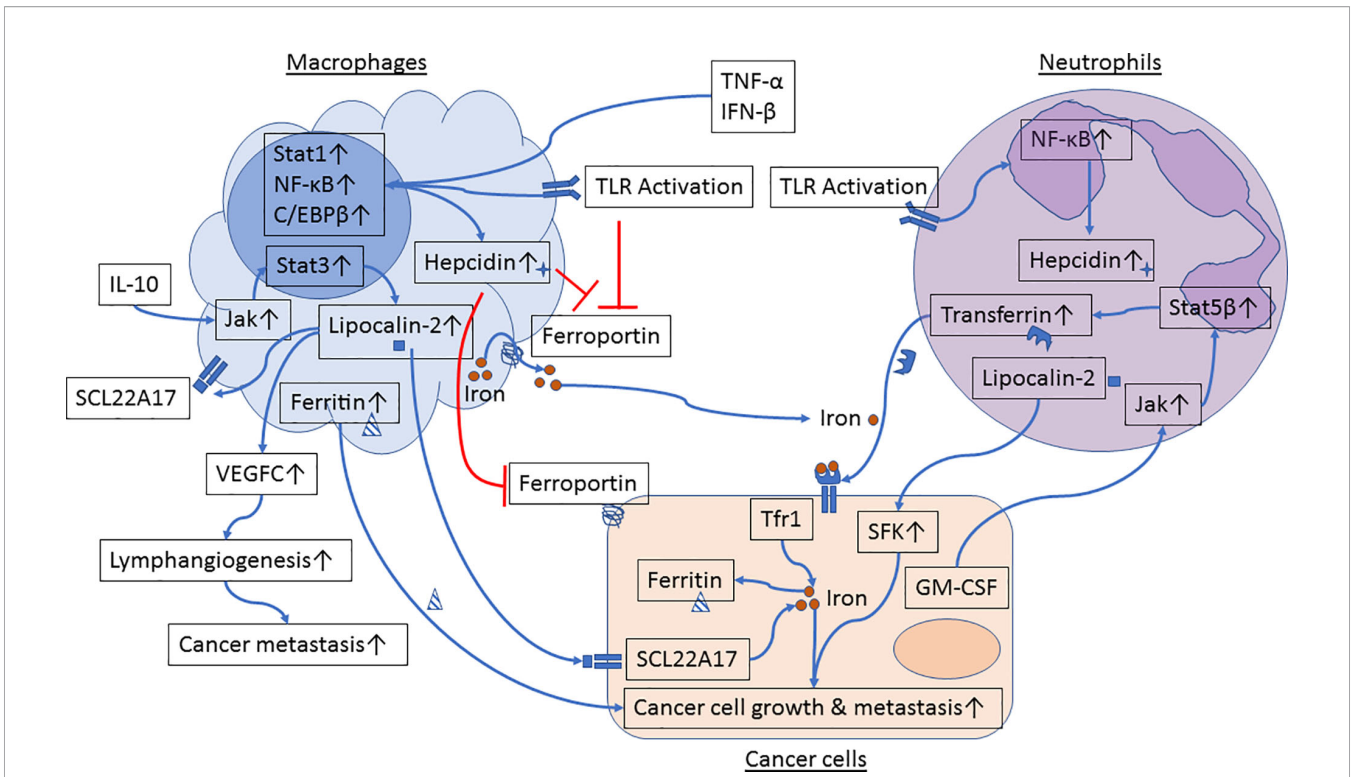 Macrophages
Neutrophils
TNF-α
IFN-β
Stat1↑
NF-κB↑
C/EBPβ↑
TLR Activation
TLR Activation
NF-κB↑
Stat3↑
Hepcidin↑
Hepcidin↑
IL-10
Jak↑
Lipocalin-2↑
Ferroportin
Transferrin↑
Stat5β↑
SCL22A17
Ferritin↑
Iron
Iron
Lipocalin-2
Jak↑
VEGFC↑
Ferroportin
Tfr1
SFK↑
Lymphangiogenesis↑
Ferritin
Iron
GM-CSF
Cancer metastasis↑
SCL22A17
Cancer cell growth & metastasis↑
Cancer cells